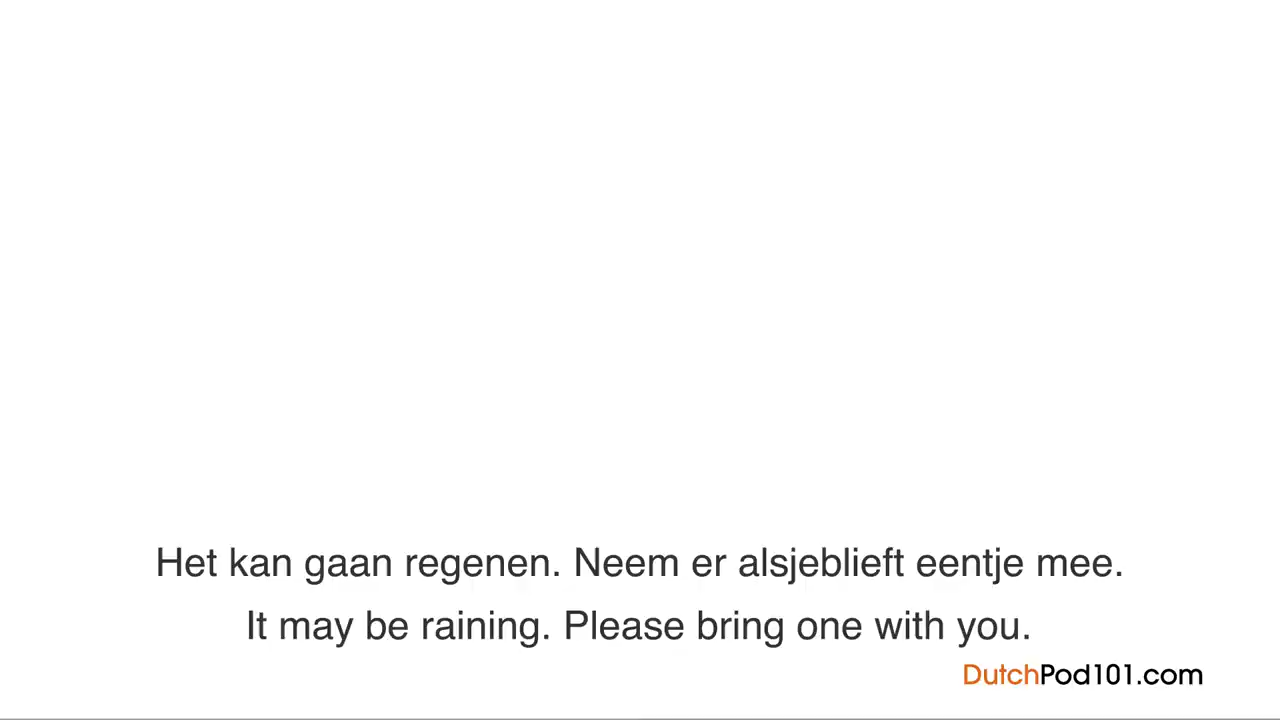 Het kan gaan regenen. Neem er alsjeblieft eentje mee.
It may be raining. Please bring one with you.
DutchPod101.com